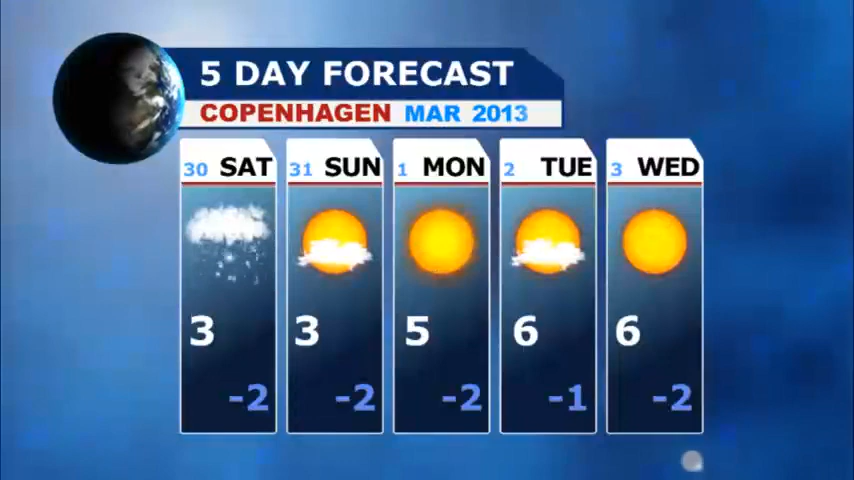 5 DAY FORECAST
COPENHAGEN MAR 2013
30 SAT 31 SUN 1 MON 2 TUE 3 WED
3 3 5 6 6
-2 -2 -2 -1 -2